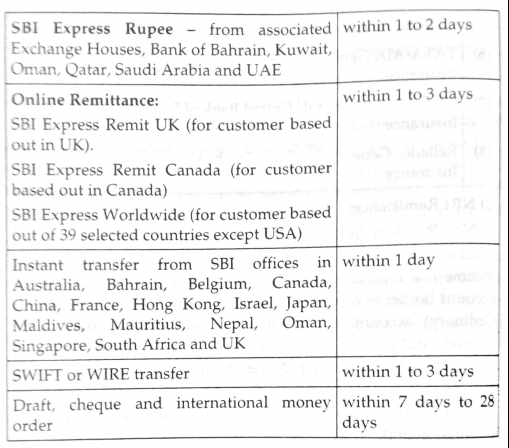 SBI Express Rupee – from associated
Exchange Houses, Bank of Bahrain, Kuwait,
Oman, Qatar, Saudi Arabia and UAE
within 1 to 2 days
Online Remittance:
SBI Express Remit UK (for customer based
out in UK).
SBI Express Remit Canada (for customer
based out in Canada)
SBI Express Worldwide (for customer based
out of 39 selected countries except USA)
within 1 to 3 days
Instant transfer from SBI offices in
Australia, Bahrain, Belgium, Canada,
China, France, Hong Kong, Israel, Japan,
Maldives, Mauritius, Nepal, Oman,
Singapore, South Africa and UK
within 1 day
SWIFT or WIRE transfer
within 1 to 3 days
Draft, cheque and international money
order
within 7 days to 28
days